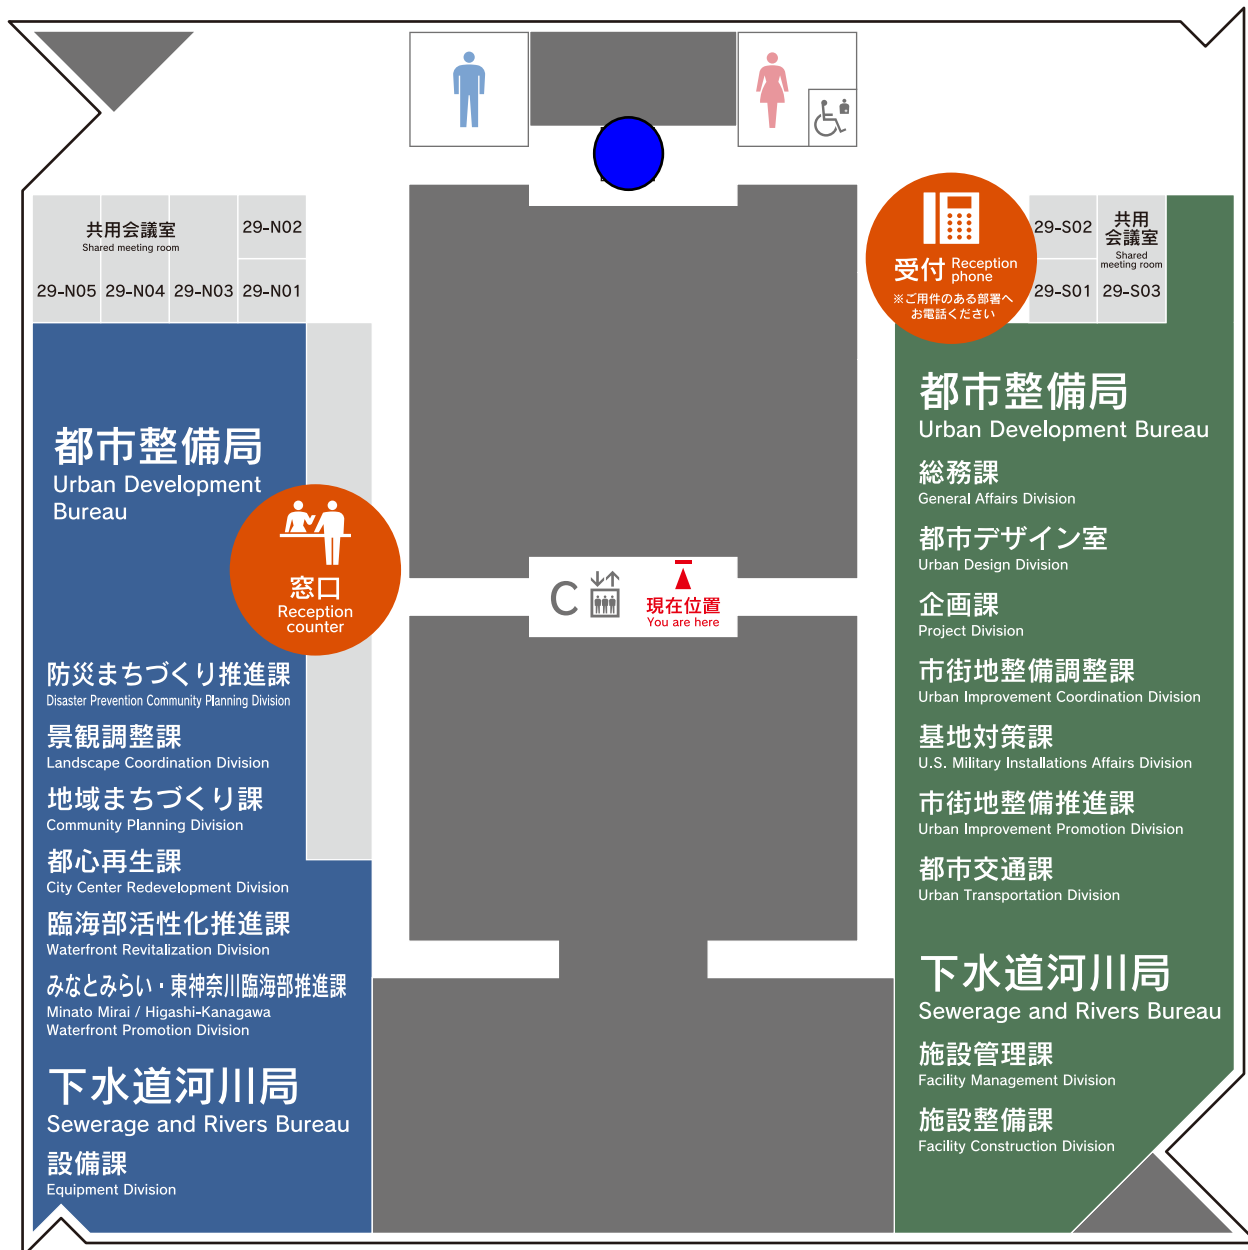 共用会議室
Shared meeting room
29-N02
29-N05
29-N04
29-N03
29-N01
都市整備局
Urban Development
Bureau
窓口
Reception
counter
防災まちづくり推進課
Disaster Prevention Community Planning Division
景観調整課
Landscape Coordination Division
地域まちづくり課
Community Planning Division
都心再生課
City Center Redevelopment Division
臨海部活性化推進課
Waterfront Revitalization Division
みなとみらい・東神奈川臨海部推進課
Minato Mirai / Higashi-Kanagawa
Waterfront Promotion Division
下水道河川局
Sewerage and Rivers Bureau
設備課
Equipment Division
C
現在位置
You are here
受付 Reception
phone
※ご用件のある部署へ
お電話ください
29-S02
29-S01
共用
会議室
Shared
meeting room
29-S03
都市整備局
Urban Development Bureau
総務課
General Affairs Division
都市デザイン室
Urban Design Division
企画課
Project Division
市街地整備調整課
Urban Improvement Coordination Division
基地対策課
U.S. Military Installations Affairs Division
市街地整備推進課
Urban Improvement Promotion Division
都市交通課
Urban Transportation Division
下水道河川局
Sewerage and Rivers Bureau
施設管理課
Facility Management Division
施設整備課
Facility Construction Division